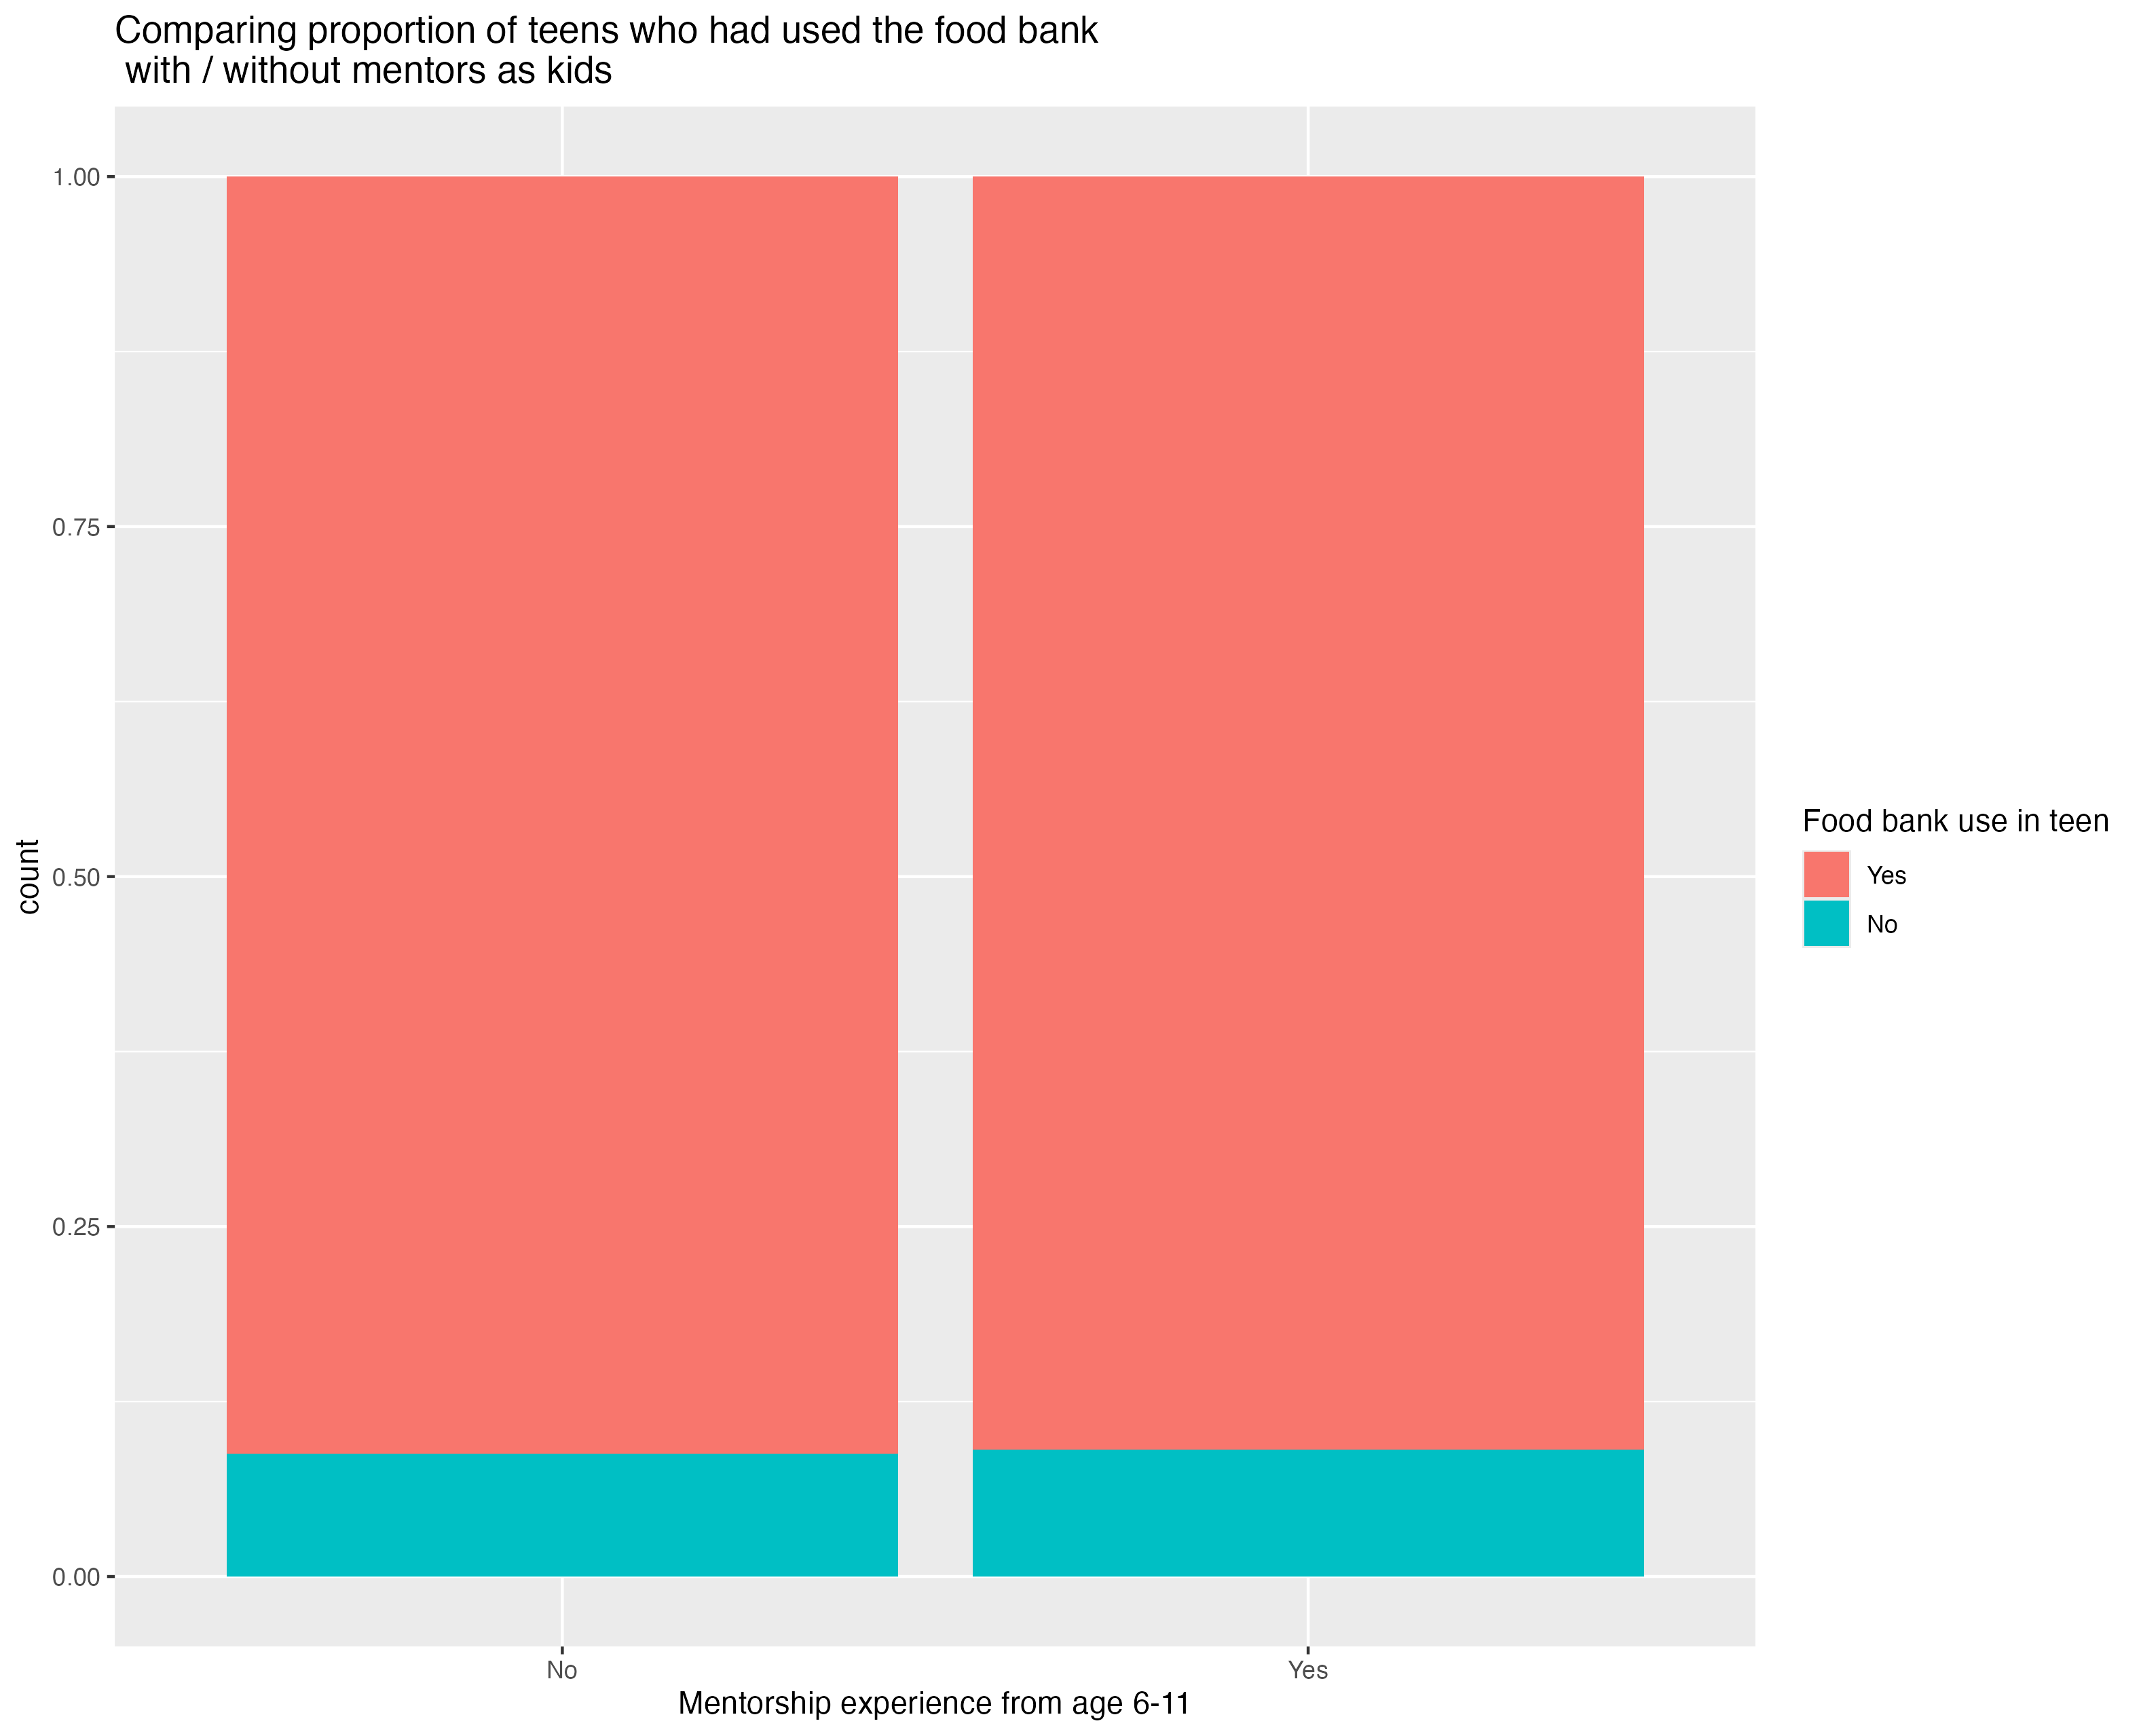 Comparing proportion of teens who had used the food bank
with / without mentors as kids
1.00
0.75
0.50
0.25
0.00
count
No
Yes
Mentorship experience from age 6-11
Food bank use in teen
Yes
No